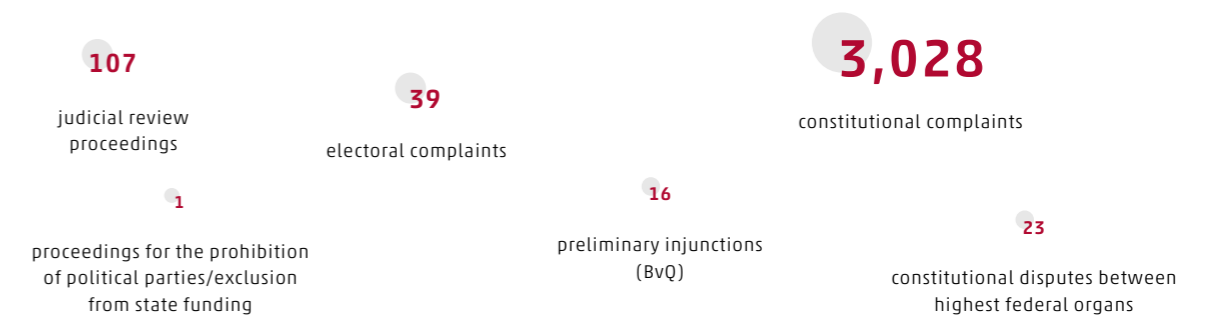 107
judicial review
proceedings
39
electoral complaints
3,028
constitutional complaints
1
proceedings for the prohibition
of political parties/exclusion
from state funding
16
preliminary injunctions
(BvQ)
23
constitutional disputes between
highest federal organs